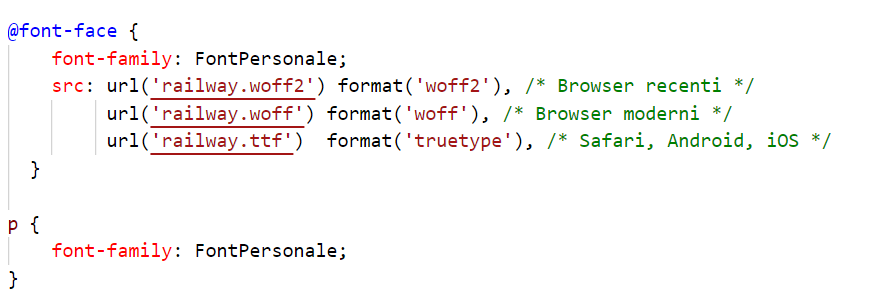 @font-face {
    font-family: FontPersonale;
    src: url('railway.woff2') format('woff2'), /* Browser recenti */
         url('railway.woff') format('woff'), /* Browser moderni */
         url('railway.ttf')  format('truetype'), /* Safari, Android, iOS */
  }

p {
    font-family: FontPersonale;
}